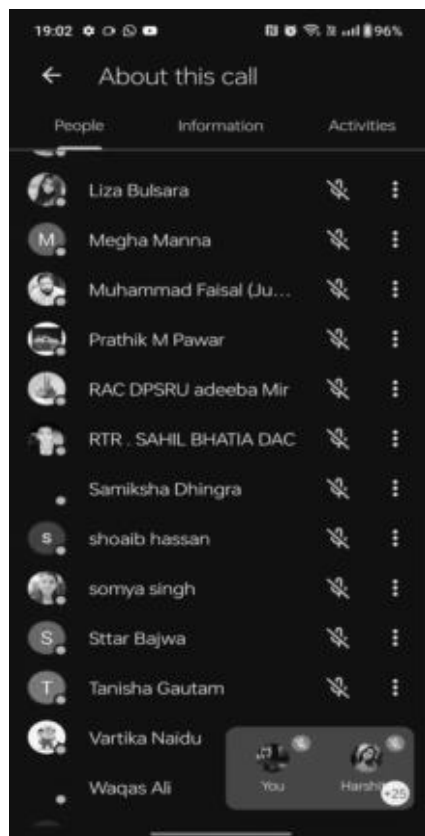 19:02 96%
About this call
People Information Activities
Liza Bulsara
M Megha Manna
Muhammad Faisal (Ju...
Prathik M Pawar
RAC DPSRU adeeba Mir
RTR . SAHIL BHATIA DAC
Samiksha Dhingra
s shoaib hassan
somya singh
S Sttar Bajwa
T Tanisha Gautam
Vartika Naidu
Waqas Ali
You Harshi
+25